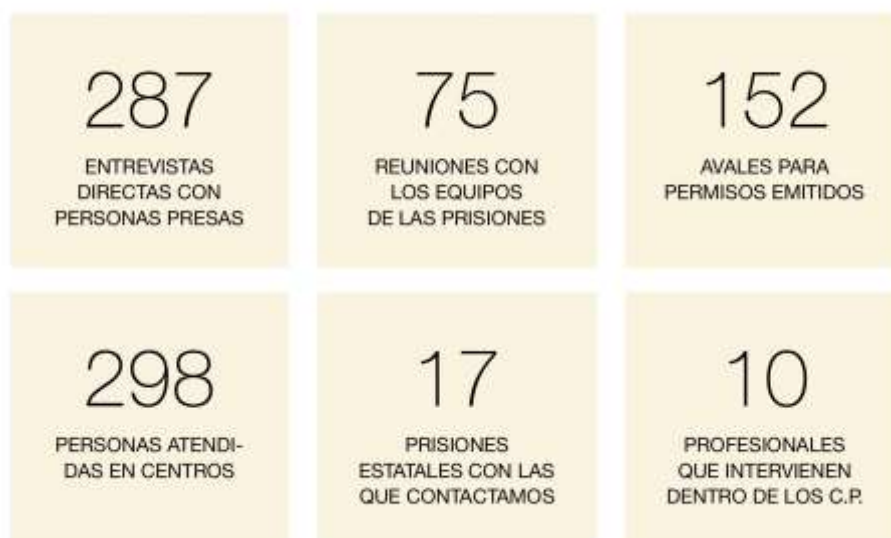 287
ENTREVISTAS
DIRECTAS CON
PERSONAS PRESAS
75
REUNIONES CON
LOS EQUIPOS
DE LAS PRISIONES
152
AVALES PARA
PERMISOS EMITIDOS
298
PERSONAS ATENDI-
DAS EN CENTROS
17
PRISIONES
ESTATALES CON LAS
QUE CONTACTAMOS
10
PROFESIONALES
QUE INTERVIENEN
DENTRO DE LOS C.P.